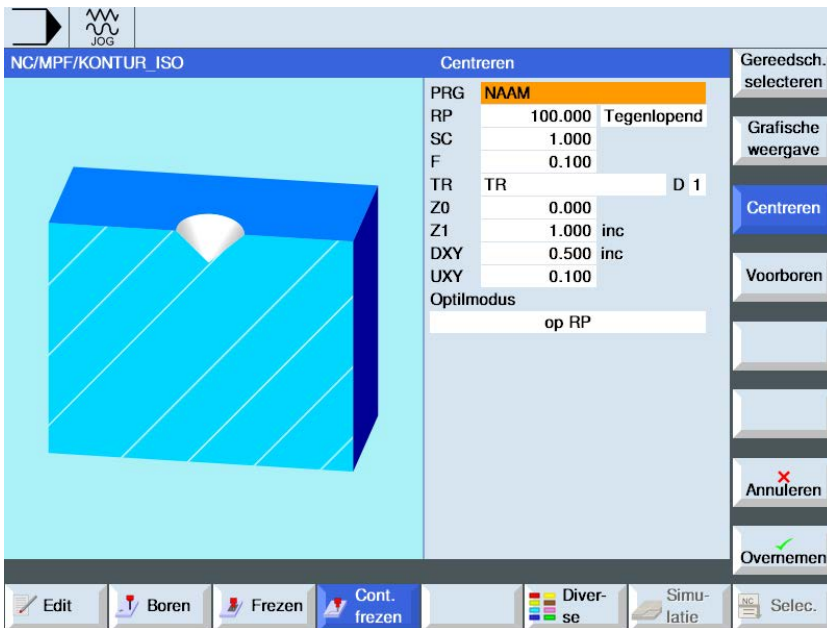 JOG
NC/MPF/KONTUR_ISO
Centreren
PRG NAAM
RP 100.000 Tegenlopend
SC 1.000
F 0.100
TR TR D 1
Z0 0.000
Z1 1.000 inc
DXY 0.500 inc
UXY 0.100
Optilmodus
op RP
Gereedsch.
selecteren
Grafische
weergave
Centreren
Voorboren
Annuleren
Overnemen
Edit
Boren
Frezen
Cont.
frezen
Diver-
se
Simu-
latie
NC
Selec.